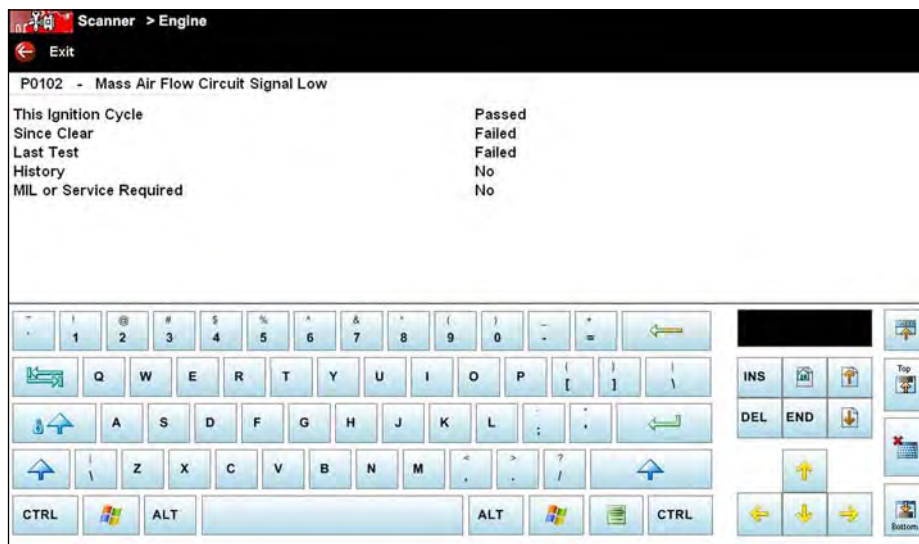 Scanner > Engine
Exit
P0102 - Mass Air Flow Circuit Signal Low
This Ignition Cycle Passed
Since Clear Failed
Last Test Failed
History No
MIL or Service Required No
! 1 @ 2 # 3 $ 4 % 5 ^ 6 & 7 * 8 ( 9 ) 0 _ - + =
Q W E R T Y U I O P { [ } ] | \
INS
Top
A S D F G H J K L : ; '
DEL END
| \ Z X C V B N M < , > . ? /
CTRL ALT ALT CTRL
Bottom